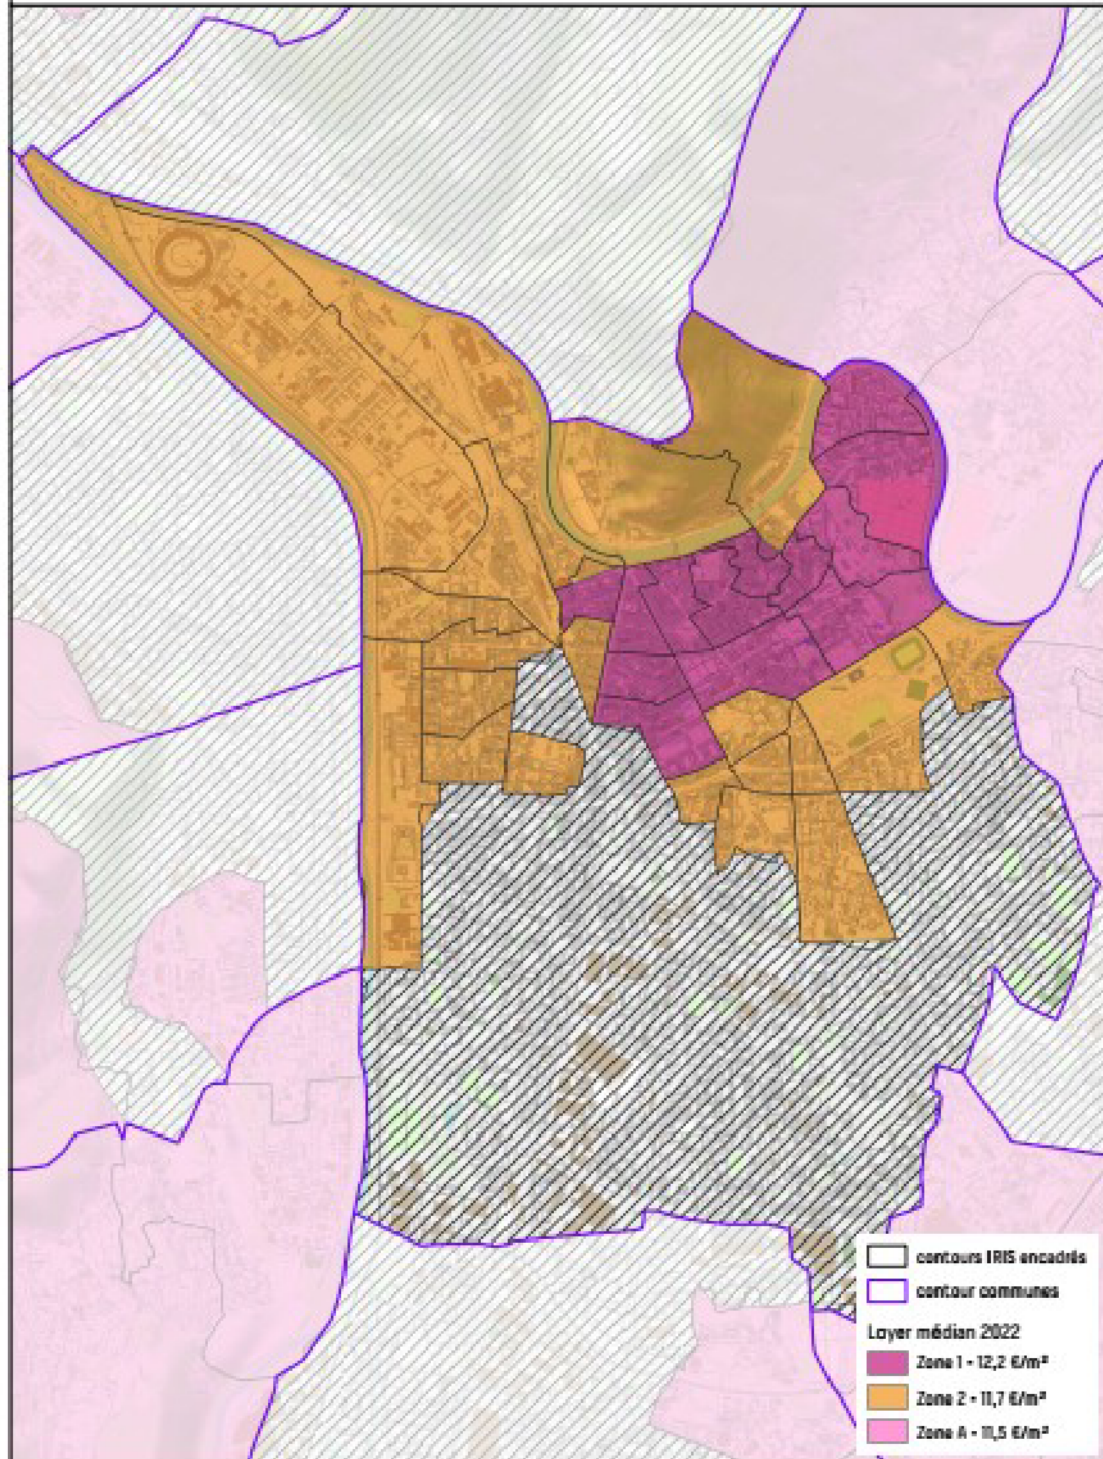 contours IRIS encadrés
contour communes
Loyer médian 2022
Zone 1 - 12,2 €/m²
Zone 2 - 11,7 €/m²
Zone A - 11,5 €/m²